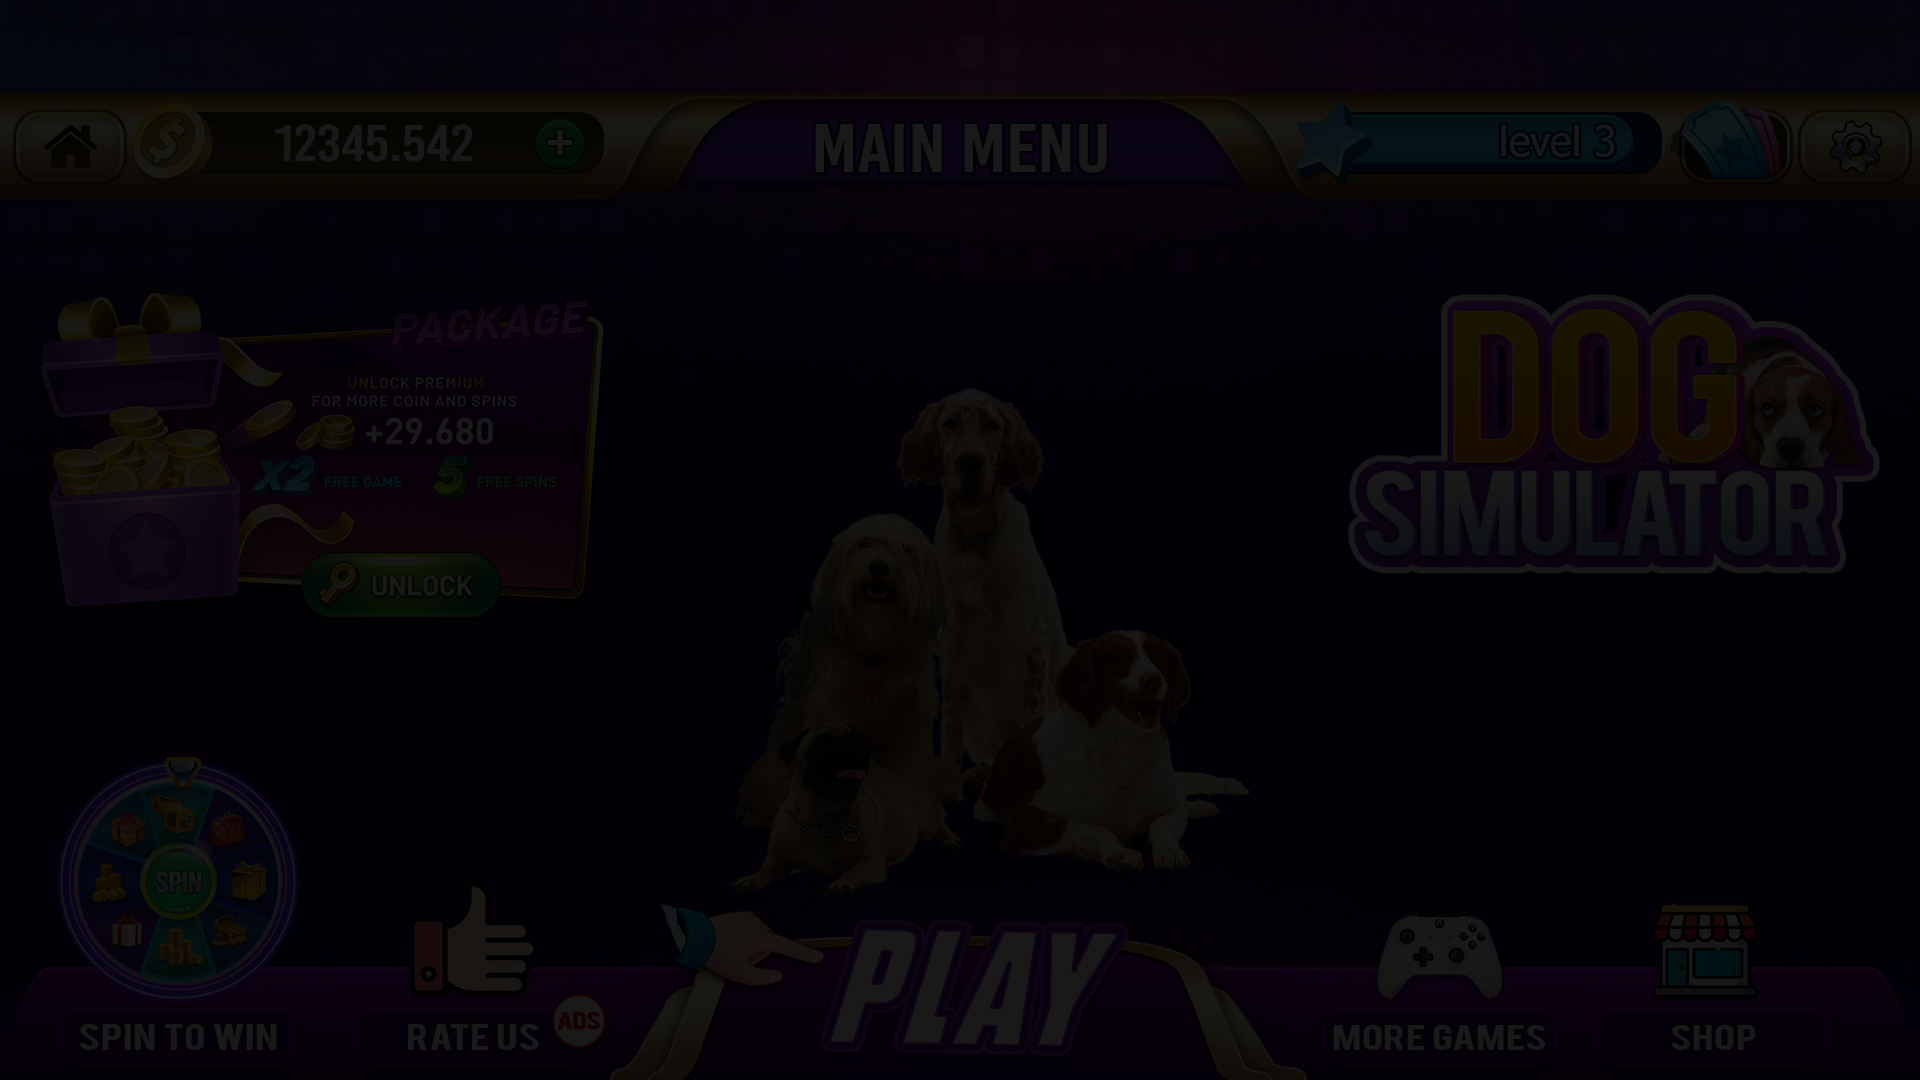 12345.542
MAIN MENU
level 3
PACKAGE
UNLOCK PREMIUM
FOR MORE COIN AND SPINS
+29.680
X2 FREE GAME 5 FREE SPINS
UNLOCK
DOG
SIMULATOR
SPIN
PLAY
SPIN TO WIN
RATE US
ADS
MORE GAMES
SHOP